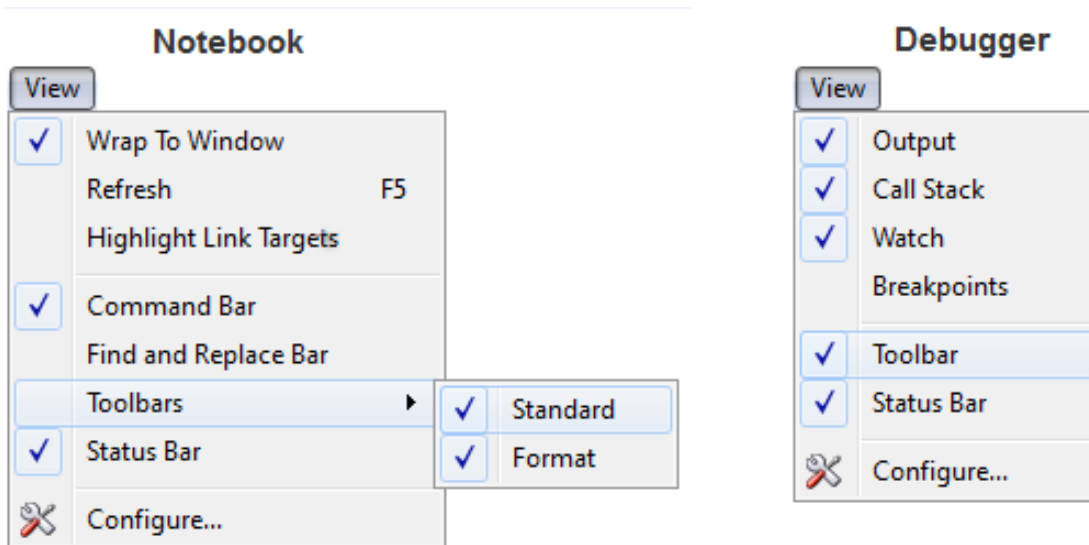 Notebook
View
Wrap To Window
Refresh F5
Highlight Link Targets
Command Bar
Find and Replace Bar
Toolbars
Standard
Format
Status Bar
Configure...
Debugger
View
Output
Call Stack
Watch
Breakpoints
Toolbar
Status Bar
Configure...